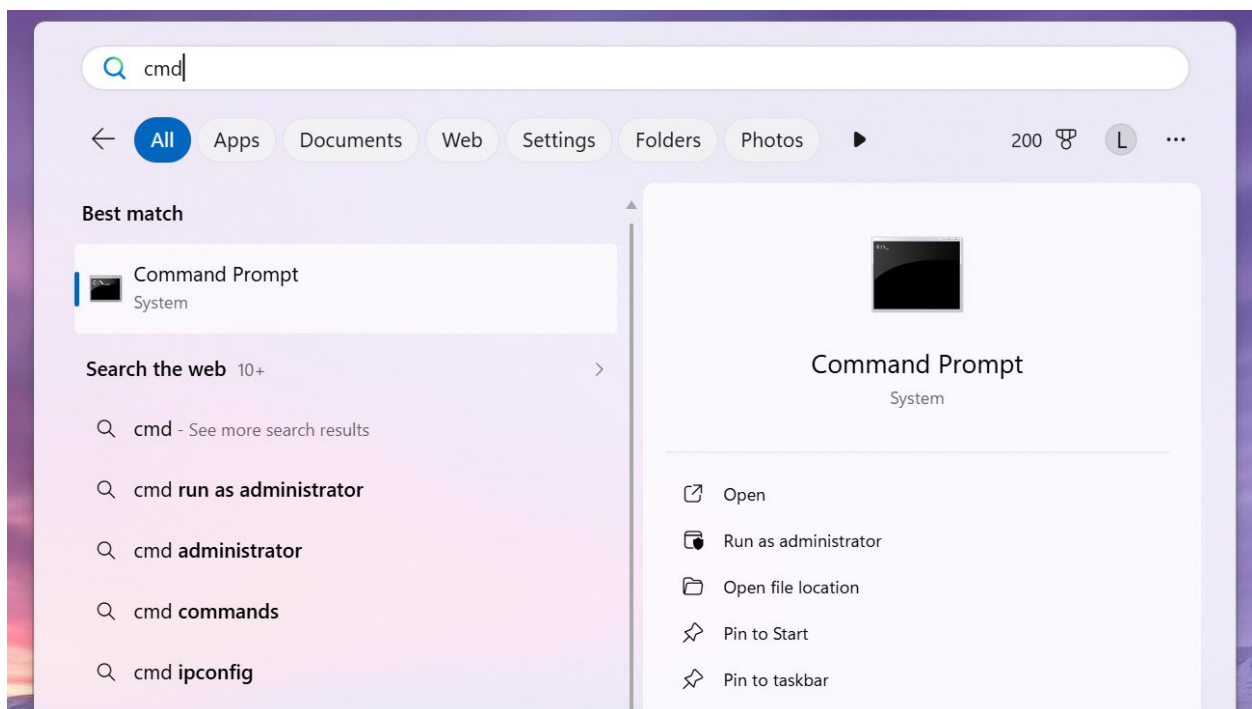 cmd
All Apps Documents Web Settings Folders Photos 200 L ...
Best match
Command Prompt
System
Search the web 10+
cmd - See more search results
cmd run as administrator
cmd administrator
cmd commands
cmd ipconfig
Command Prompt
System
Open
Run as administrator
Open file location
Pin to Start
Pin to taskbar